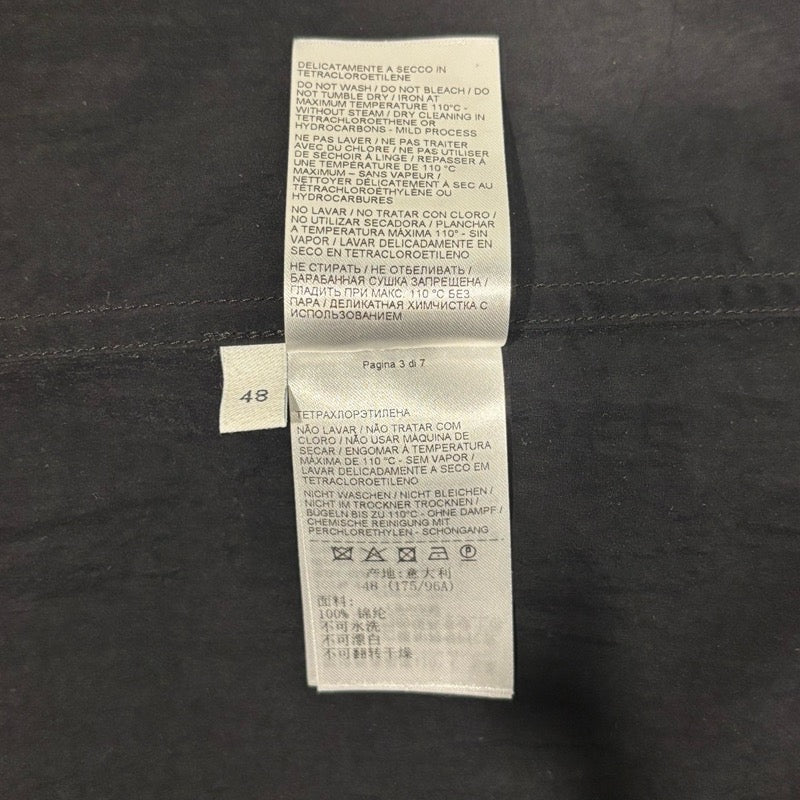 DELICATAMENTE A SECCO IN
TETRACLOROETILENE
DO NOT WASH / DO NOT BLEACH / DO
NOT TUMBLE DRY / IRON AT
MAXIMUM TEMPERATURE 110°C -
WITHOUT STEAM / DRY CLEANING IN
TETRACHLOROETHENE OR
HYDROCARBONS - MILD PROCESS
NE PAS LAVER / NE PAS TRAITER
AVEC DU CHLORE / NE PAS UTILISER
DE SÉCHOIR À LINGE / REPASSER À
UNE TEMPÉRATURE DE 110 °C
MAXIMUM – SANS VAPEUR /
NETTOYER DÉLICATEMENT À SEC AU
TÉTRACHLOROÉTHYLÈNE OU
HYDROCARBURES
NO LAVAR / NO TRATAR CON CLORO /
NO UTILIZAR SECADORA / PLANCHAR
A TEMPERATURA MÁXIMA 110° - SIN
VAPOR / LAVAR DELICADAMENTE EN
SECO EN TETRACLOROETILENO
НЕ СТИРАТЬ / НЕ ОТБЕЛИВАТЬ /
БАРАБАННАЯ СУШКА ЗАПРЕЩЕНА /
ГЛАДИТЬ ПРИ МАКС. 110 °C БЕЗ
ПАРА / ДЕЛИКАТНАЯ ХИМЧИСТКА С
ИСПОЛЬЗОВАНИЕМ
Pagina 3 di 7
48
ТЕТРАХЛОРЭТИЛЕНА
NÃO LAVAR / NÃO TRATAR COM
CLORO / NÃO USAR MÁQUINA DE
SECAR / ENGOMAR À TEMPERATURA
MÁXIMA DE 110 °C - SEM VAPOR /
LAVAR DELICADAMENTE A SECO EM
TETRACLOROETILENO
NICHT WASCHEN / NICHT BLEICHEN /
NICHT IM TROCKNER TROCKNEN /
BÜGELN BIS ZU 110°C - OHNE DAMPF /
CHEMISCHE REINIGUNG MIT
PERCHLORETHYLEN - SCHONGANG
产地:意大利
48 (175/96A)
面料:
100% 锦纶
不可水洗
不可漂白
不可翻转干燥